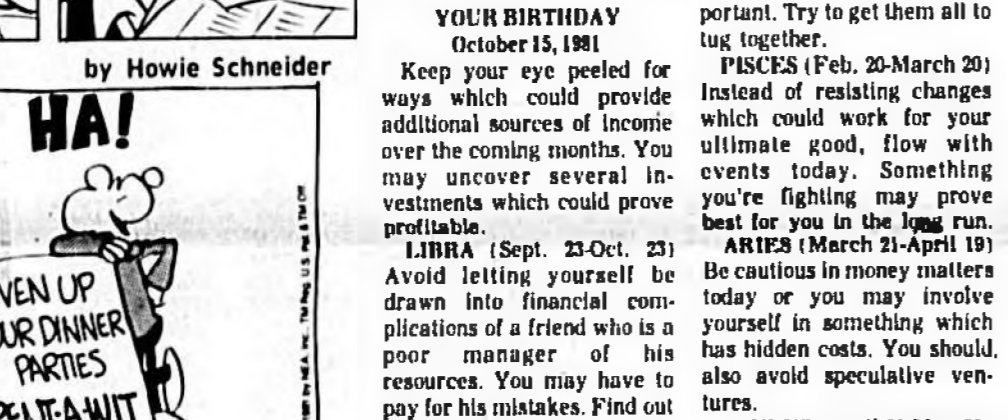 by Howie Schneider
HA!
VEN UP
UR DINNER
PARTIES
YOUR BIRTHDAY
October 15, 1981
Keep your eye peeled for
ways which could provide
additional sources of income
over the coming months. You
may uncover several in-
vestments which could prove
profitable.
LIBRA (Sept. 23-Oct. 23)
Avoid letting yourself be
drawn into financial com-
plications of a friend who is a
poor manager of his
resources. You may have to
pay for his mistakes. Find out
portant. Try to get them all to
tug together.
PISCES (Feb. 20-March 20)
Instead of resisting changes
which could work for your
ultimate good, flow with
events today. Something
you're fighting may prove
best for you in the long run.
ARIES (March 21-April 19)
Be cautious in money matters
today or you may involve
yourself in something which
has hidden costs. You should,
also avoid speculative ven-
tures.